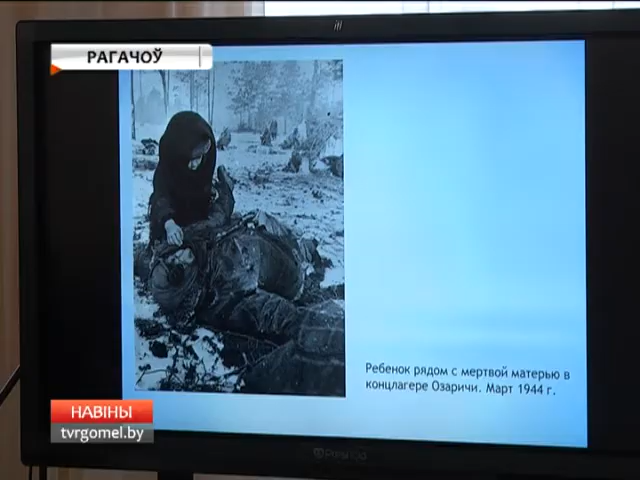 РАГАЧОЎ
Ребенок рядом с мертвой матерью в
концлагере Озаричи. Март 1944 г.
НАВІНЫ
tvrgomel.by